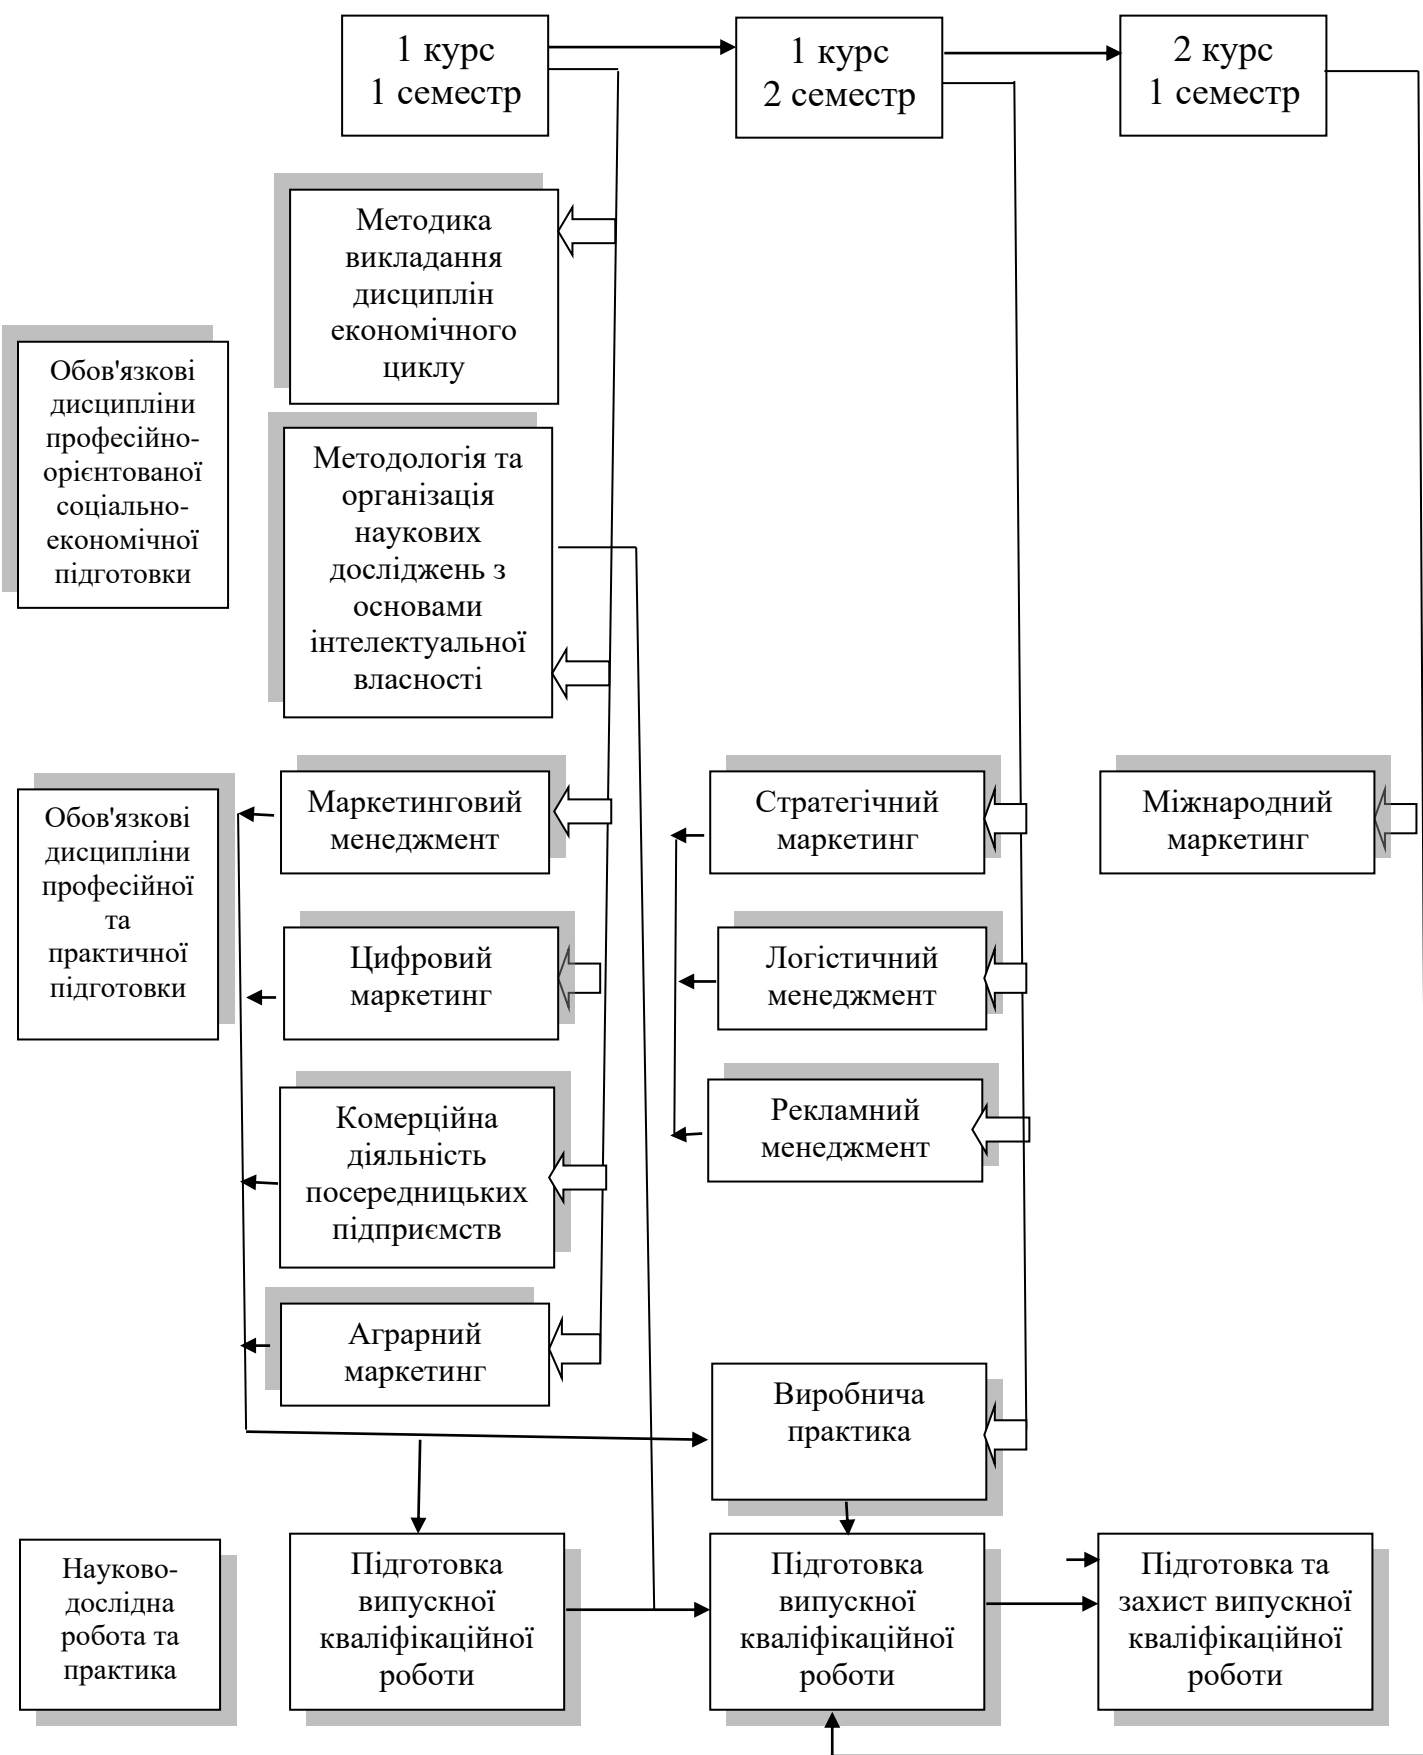 1 курс
1 семестр
1 курс
2 семестр
2 курс
1 семестр
Методика
викладання
дисциплін
економічного
циклу
Обов'язкові
дисципліни
професійно-
орієнтованої
соціально-
економічної
підготовки
Методологія та
організація
наукових
досліджень з
основами
інтелектуальної
власності
Обов'язкові
дисципліни
професійної
та
практичної
підготовки
Маркетинговий
менеджмент
Стратегічний
маркетинг
Міжнародний
маркетинг
Цифровий
маркетинг
Логістичний
менеджмент
Комерційна
діяльність
посередницьких
підприємств
Рекламний
менеджмент
Аграрний
маркетинг
Виробнича
практика
Науково-
дослідна
робота та
практика
Підготовка
випускної
кваліфікаційної
роботи
Підготовка
випускної
кваліфікаційної
роботи
Підготовка та
захист випускної
кваліфікаційної
роботи